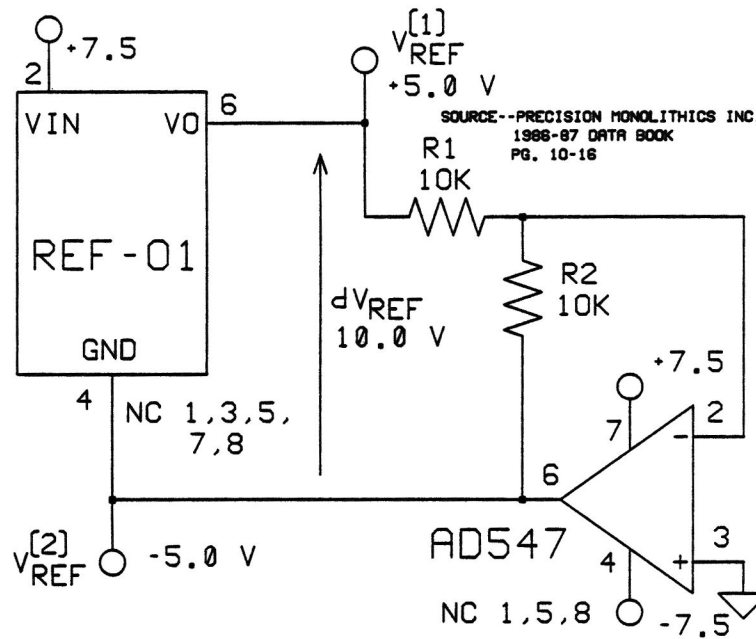 +7.5
2
VIN VO
6
REF-01
GND
4
NC 1,3,5,
7,8
V[1]REF
+5.0 V
SOURCE--PRECISION MONOLITHICS INC
1986-87 DATA BOOK
PG. 10-16
R1
10K
R2
10K
dVREF
10.0 V
+7.5
7
2
-
6
AD547
3
+
4
NC 1,5,8
-7.5
V[2]REF
-5.0 V